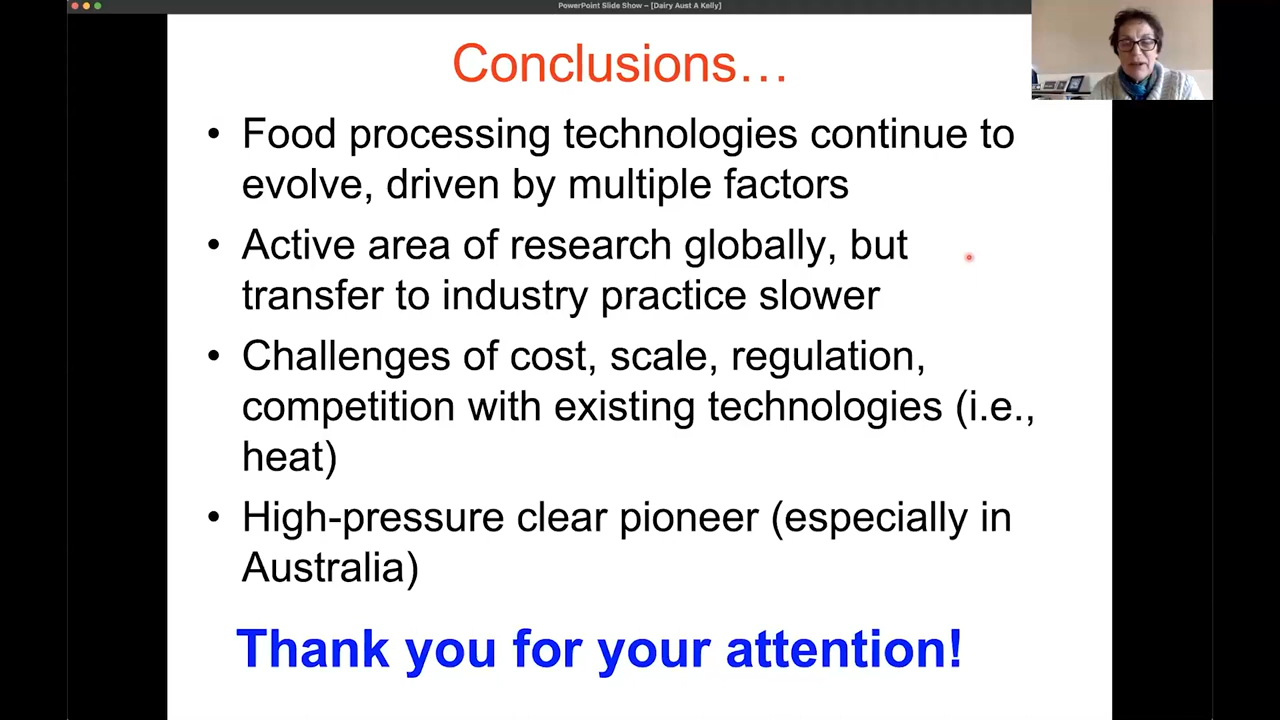 PowerPoint Slide Show – [Dairy Aust A Kelly]
Conclusions…
• Food processing technologies continue to
evolve, driven by multiple factors
• Active area of research globally, but
transfer to industry practice slower
• Challenges of cost, scale, regulation,
competition with existing technologies (i.e.,
heat)
• High-pressure clear pioneer (especially in
Australia)
Thank you for your attention!